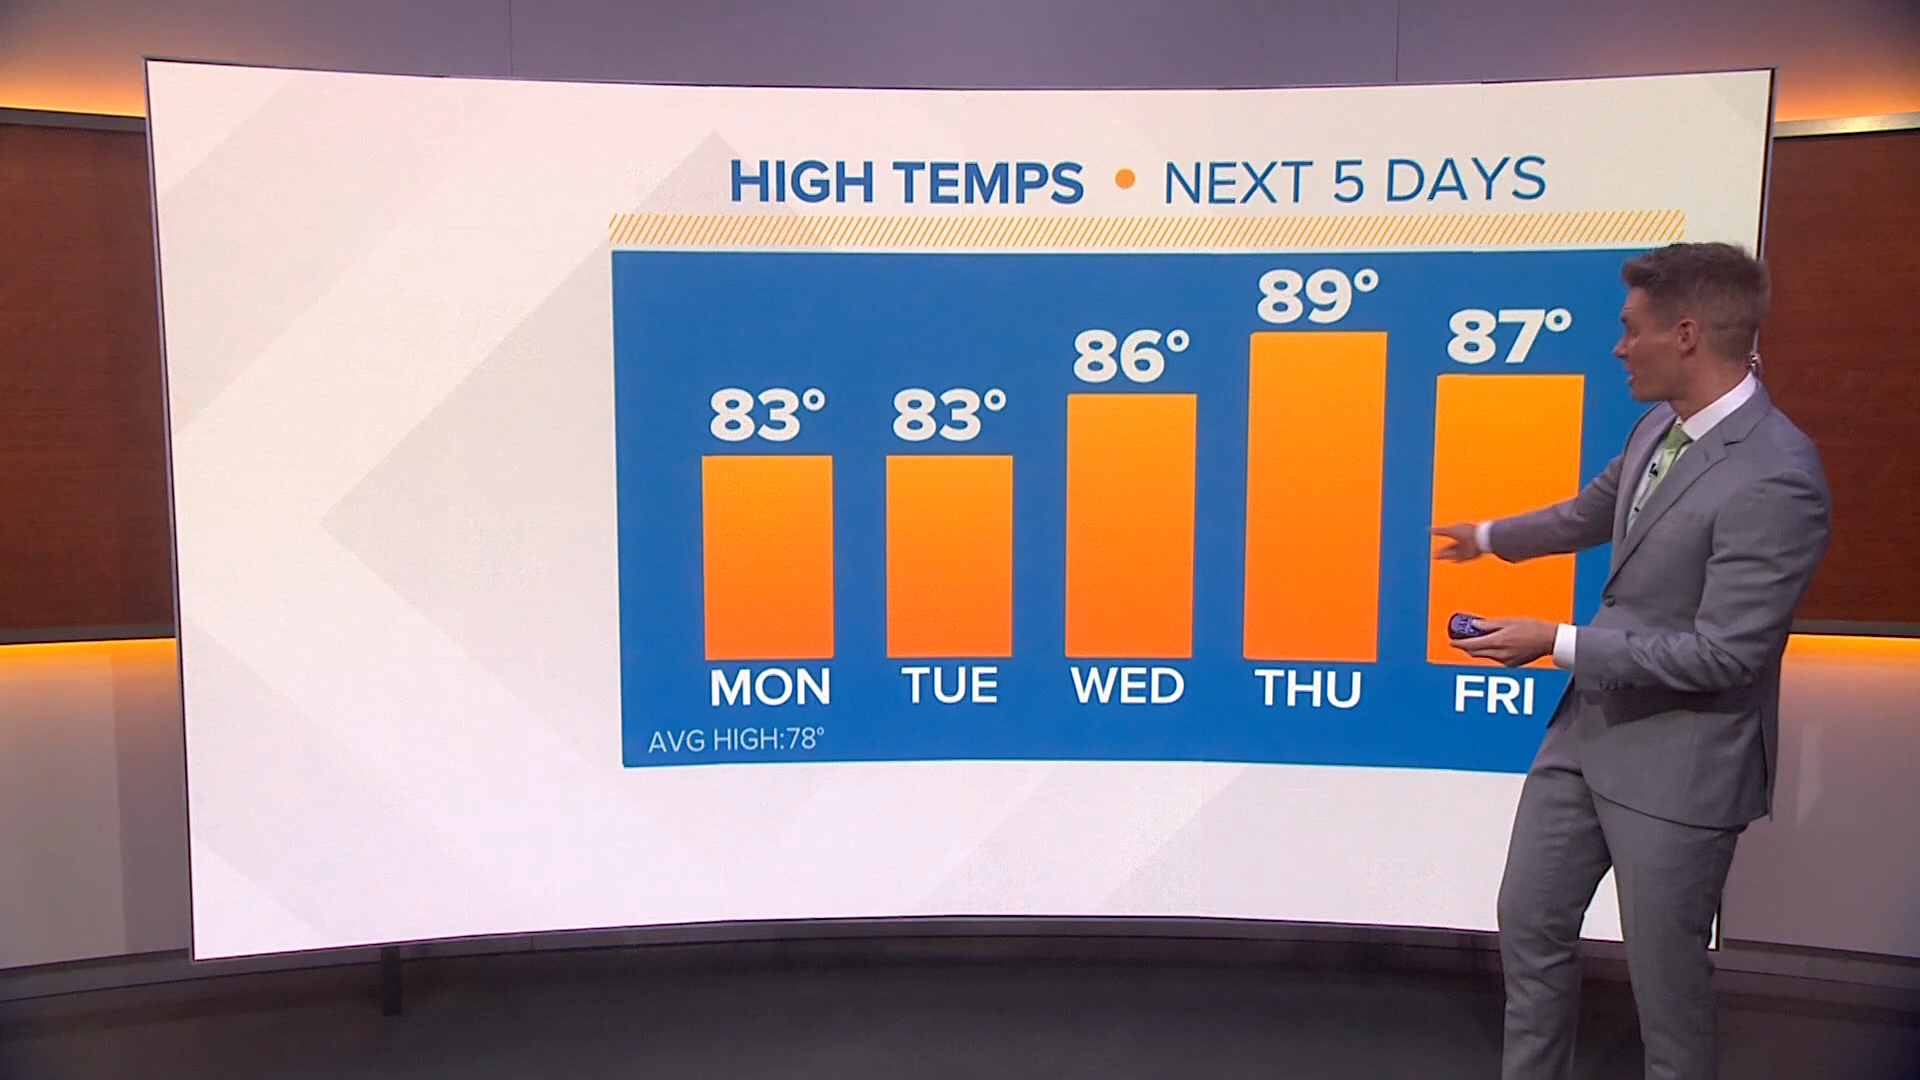 HIGH TEMPS • NEXT 5 DAYS
83° 83° 86° 89° 87°
MON TUE WED THU FRI
AVG HIGH:78°